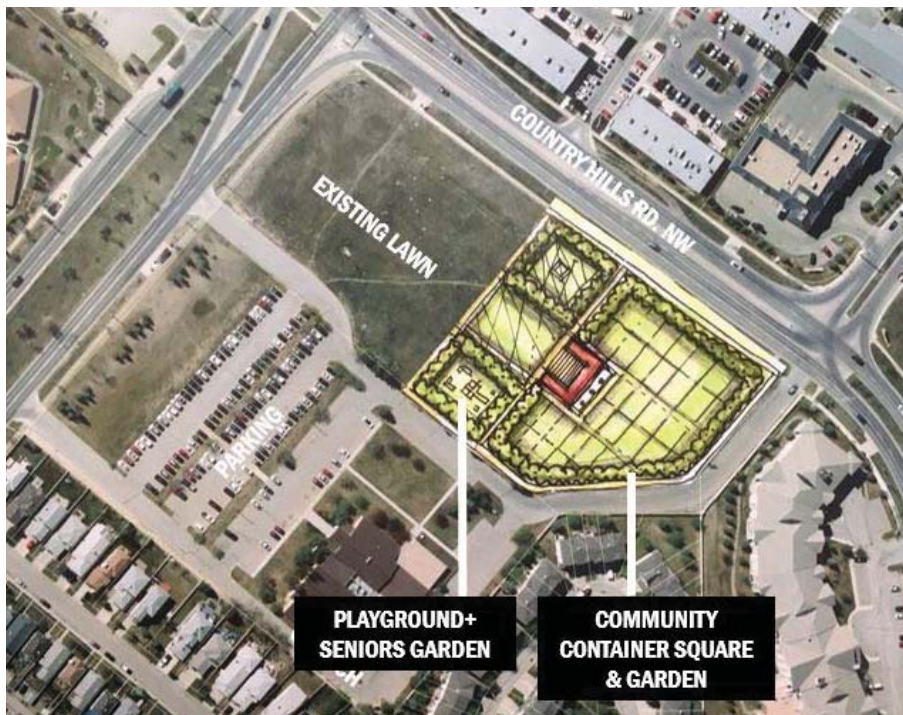 COUNTRY HILLS RD. NW
EXISTING LAWN
PARKING
PLAYGROUND+
SENIORS GARDEN
COMMUNITY
CONTAINER SQUARE
& GARDEN